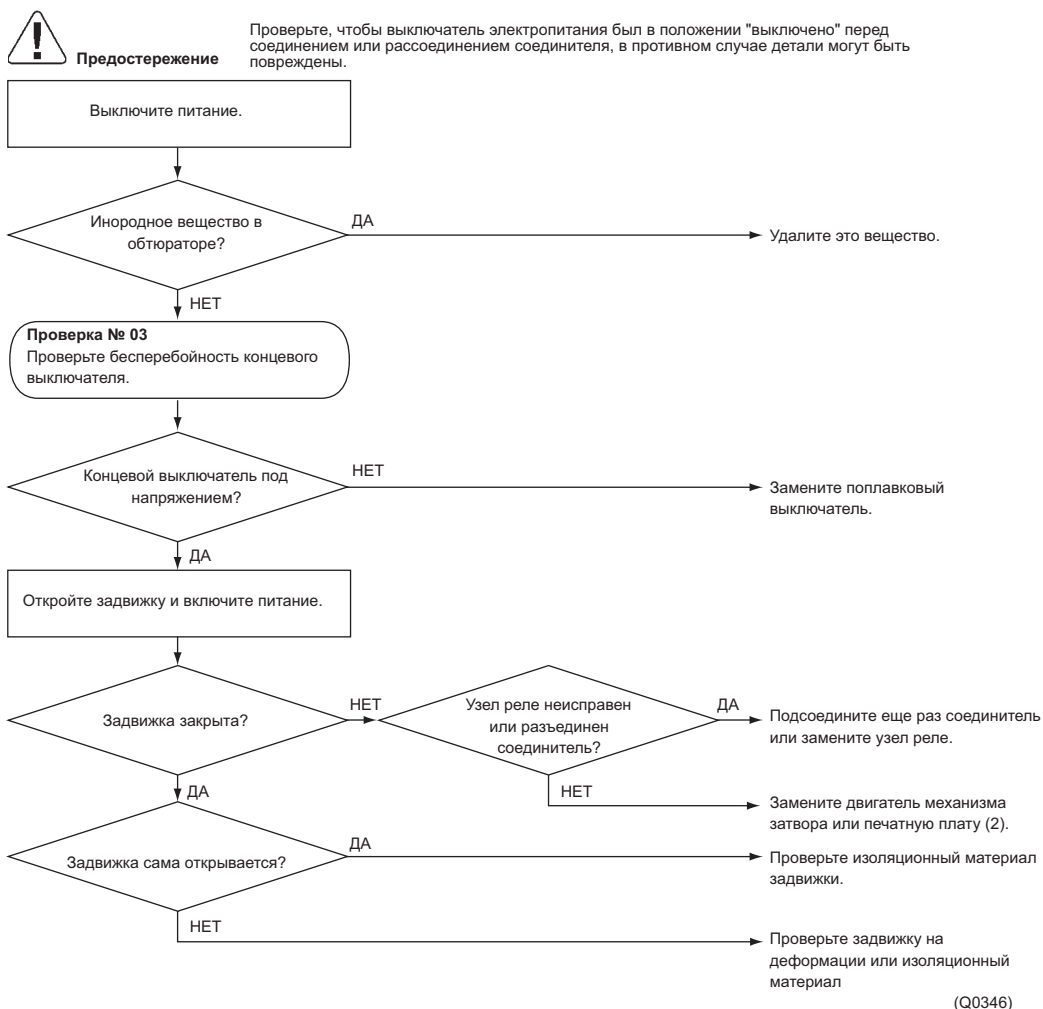 Предостережение
Проверьте, чтобы выключатель электропитания был в положении "выключено" перед
соединением или рассоединением соединителя, в противном случае детали могут быть
повреждены.
Выключите питание.
Инородное вещество в
обтюраторе?
ДА
Удалите это вещество.
НЕТ
Проверка № 03
Проверьте бесперебойность концевого
выключателя.
Концевой выключатель под
напряжением?
НЕТ
Замените поплавковый
выключатель.
ДА
Откройте задвижку и включите питание.
Задвижка закрыта?
НЕТ
Узел реле неисправен
или разъединен
соединитель?
ДА
Подсоедините еще раз соединитель
или замените узел реле.
НЕТ
Замените двигатель механизма
затвора или печатную плату (2).
ДА
Задвижка сама открывается?
ДА
Проверьте изоляционный материал
задвижки.
НЕТ
Проверьте задвижку на
деформации или изоляционный
материал
(Q0346)